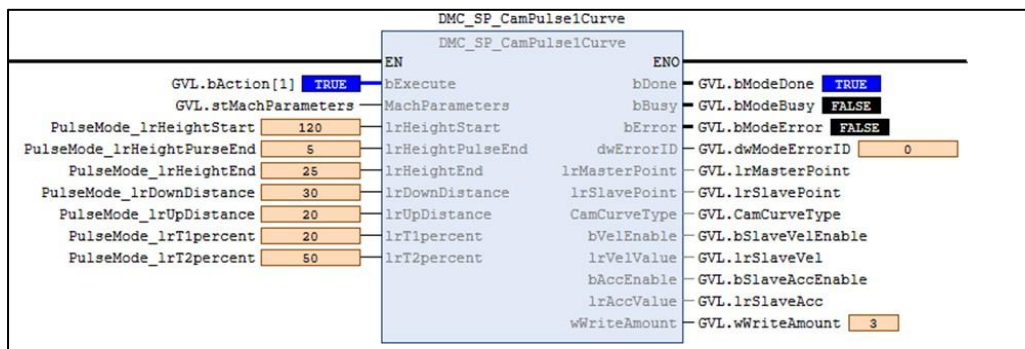 DMC_SP_CamPulse1Curve
DMC_SP_CamPulse1Curve
EN ENO
GVL.bAction[1] TRUE bExecute bDone GVL.bModeDone TRUE
GVL.stMachParameters MachParameters bBusy GVL.bModeBusy FALSE
PulseMode_lrHeightStart 120 lrHeightStart bError GVL.bModeError FALSE
PulseMode_lrHeightPurseEnd 5 lrHeightPulseEnd dwErrorID GVL.dwModeErrorID 0
PulseMode_lrHeightEnd 25 lrHeightEnd lrMasterPoint GVL.lrMasterPoint
PulseMode_lrDownDistance 30 lrDownDistance lrSlavePoint GVL.lrSlavePoint
PulseMode_lrUpDistance 20 lrUpDistance CamCurveType GVL.CamCurveType
PulseMode_lrT1percent 20 lrT1percent bVelEnable GVL.bSlaveVelEnable
PulseMode_lrT2percent 50 lrT2percent lrVelValue GVL.lrSlaveVel
bAccEnable GVL.bSlaveAccEnable
lrAccValue GVL.lrSlaveAcc
wWriteAmount GVL.wWriteAmount 3